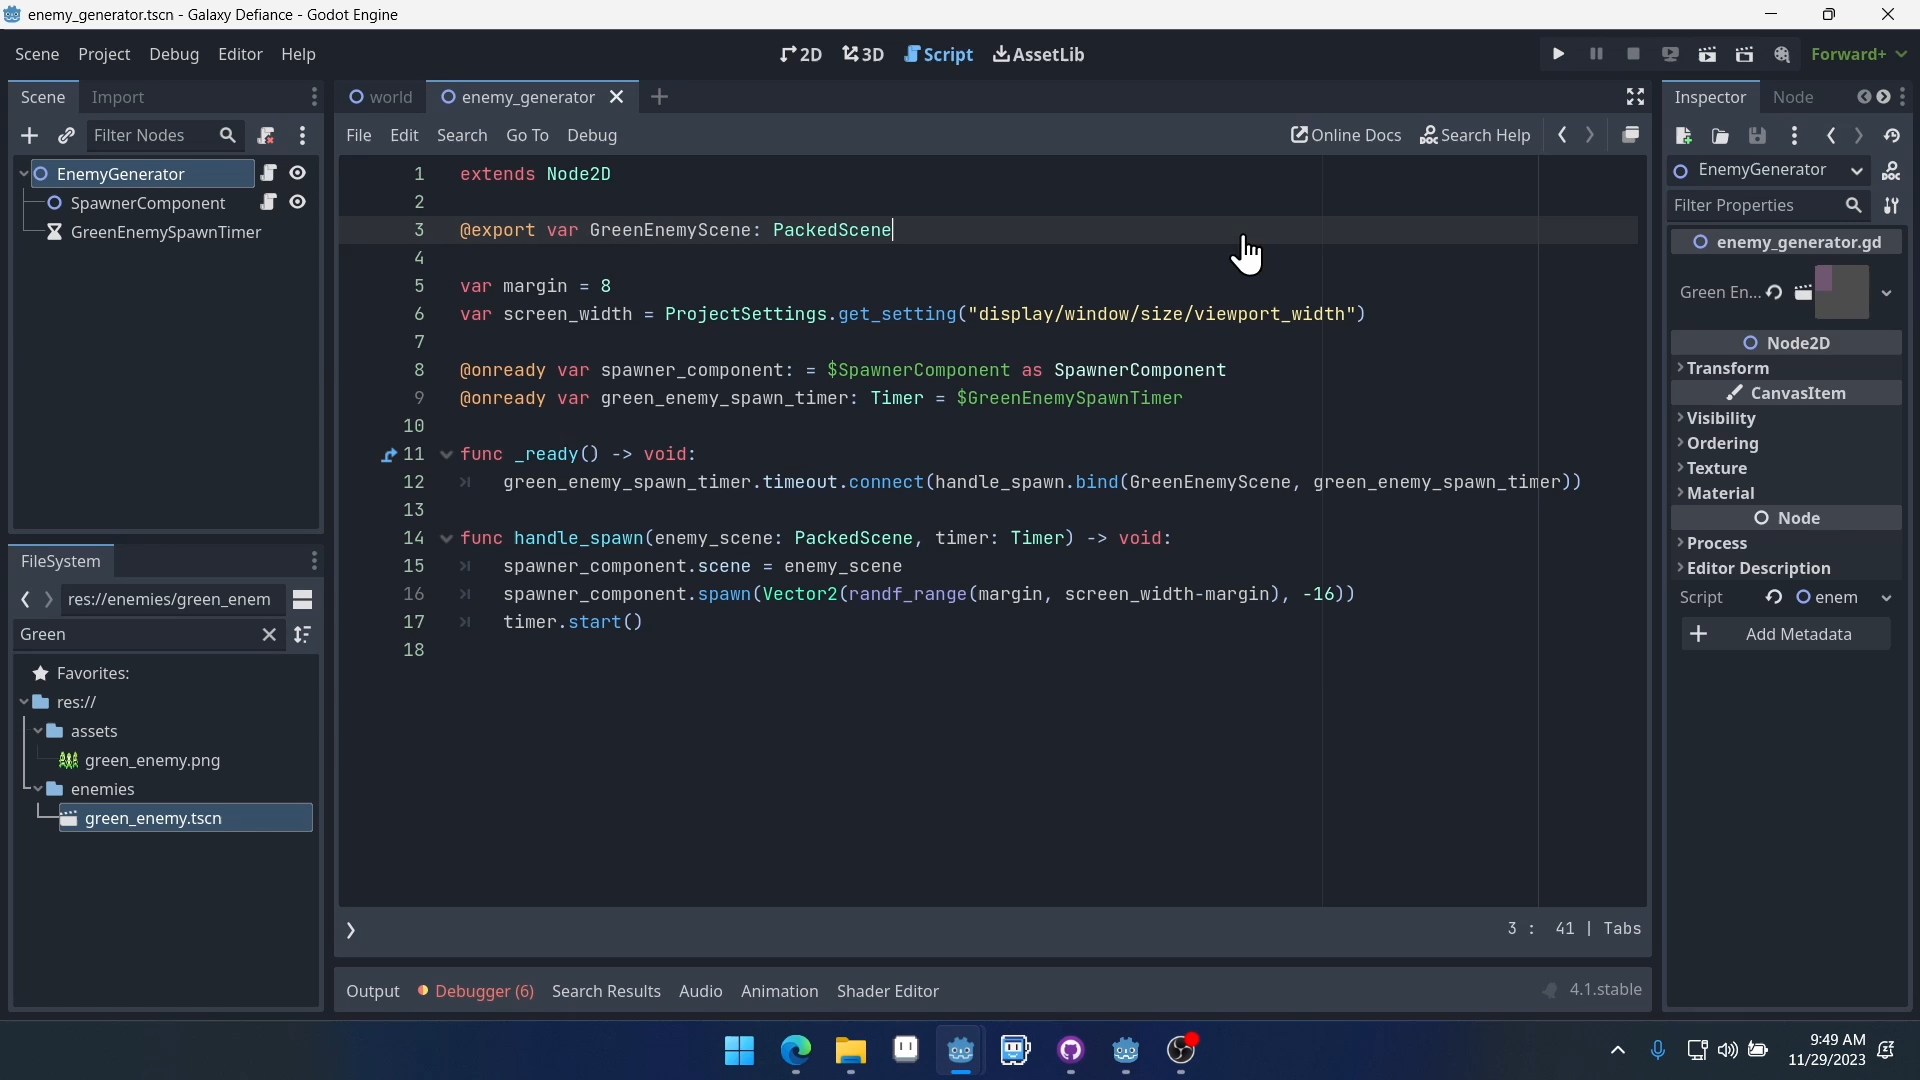 enemy_generator.tscn - Galaxy Defiance - Godot Engine
Scene Project Debug Editor Help
2D 3D Script AssetLib
Forward+
Scene Import
Filter Nodes
EnemyGenerator
SpawnerComponent
GreenEnemySpawnTimer
FileSystem
res://enemies/green_enem
Green
Favorites:
res://
assets
green_enemy.png
enemies
green_enemy.tscn
world enemy_generator
File Edit Search Go To Debug
Online Docs Search Help
1 extends Node2D
2
3 @export var GreenEnemyScene: PackedScene
4
5 var margin = 8
6 var screen_width = ProjectSettings.get_setting("display/window/size/viewport_width")
7
8 @onready var spawner_component: = $SpawnerComponent as SpawnerComponent
9 @onready var green_enemy_spawn_timer: Timer = $GreenEnemySpawnTimer
10
11 func _ready() -> void:
12 green_enemy_spawn_timer.timeout.connect(handle_spawn.bind(GreenEnemyScene, green_enemy_spawn_timer))
13
14 func handle_spawn(enemy_scene: PackedScene, timer: Timer) -> void:
15 spawner_component.scene = enemy_scene
16 spawner_component.spawn(Vector2(randf_range(margin, screen_width-margin), -16))
17 timer.start()
18
3 : 41 | Tabs
Output Debugger (6) Search Results Audio Animation Shader Editor
4.1.stable
Inspector Node
EnemyGenerator
Filter Properties
enemy_generator.gd
Green En...
Node2D
Transform
CanvasItem
Visibility
Ordering
Texture
Material
Node
Process
Editor Description
Script enem
Add Metadata
9:49 AM
11/29/2023